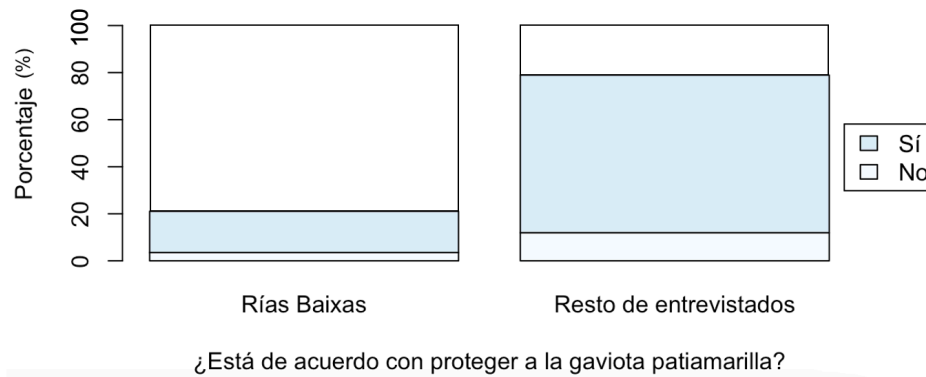 Porcentaje (%)
100
80
60
40
20
0
Sí
No
Rías Baixas
Resto de entrevistados
¿Está de acuerdo con proteger a la gaviota patiamarilla?